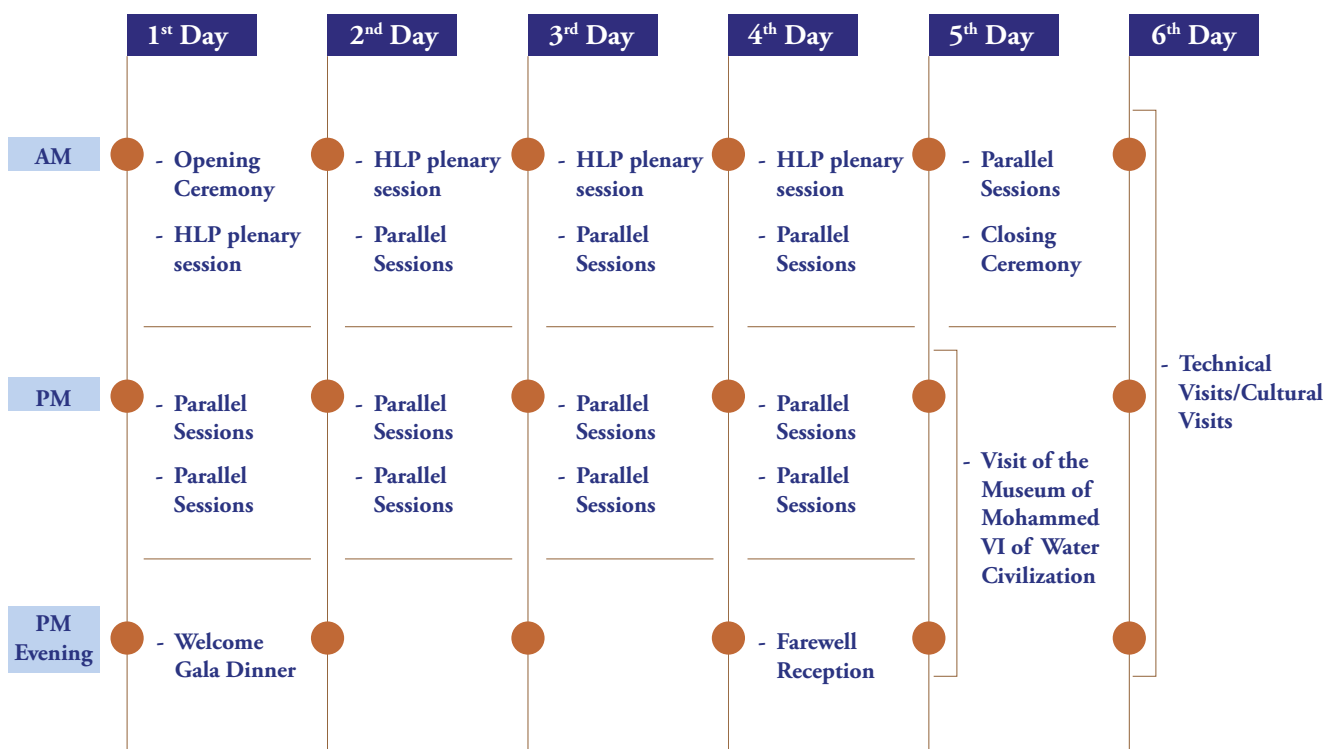 1st Day
2nd Day
3rd Day
4th Day
5th Day
6th Day
AM
- Opening
Ceremony
- HLP plenary
session
- HLP plenary
session
- Parallel
Sessions
- HLP plenary
session
- Parallel
Sessions
- HLP plenary
session
- Parallel
Sessions
- Parallel
Sessions
- Closing
Ceremony
PM
- Parallel
Sessions
- Parallel
Sessions
- Parallel
Sessions
- Parallel
Sessions
- Parallel
Sessions
- Parallel
Sessions
- Parallel
Sessions
- Parallel
Sessions
- Visit of the
Museum of
Mohammed
VI of Water
Civilization
- Technical
Visits/Cultural
Visits
PM
Evening
- Welcome
Gala Dinner
- Farewell
Reception